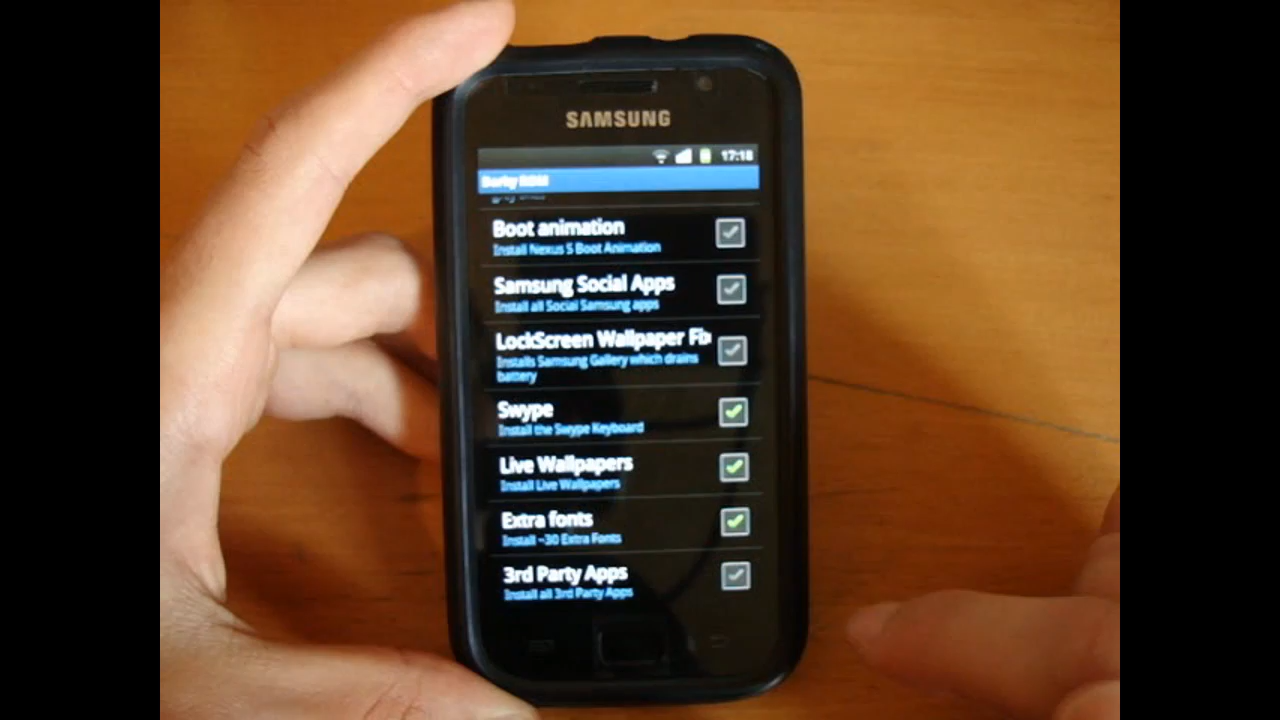 SAMSUNG
17:18
Boot animation
Install Nexus S Boot Animation
Samsung Social Apps
Install all Social Samsung apps
LockScreen Wallpaper Fix
Installs Samsung Gallery which drains
battery
Swype
Install the Swype Keyboard
Live Wallpapers
Install Live Wallpapers
Extra fonts
Install ~30 Extra Fonts
3rd Party Apps
Install all 3rd Party Apps